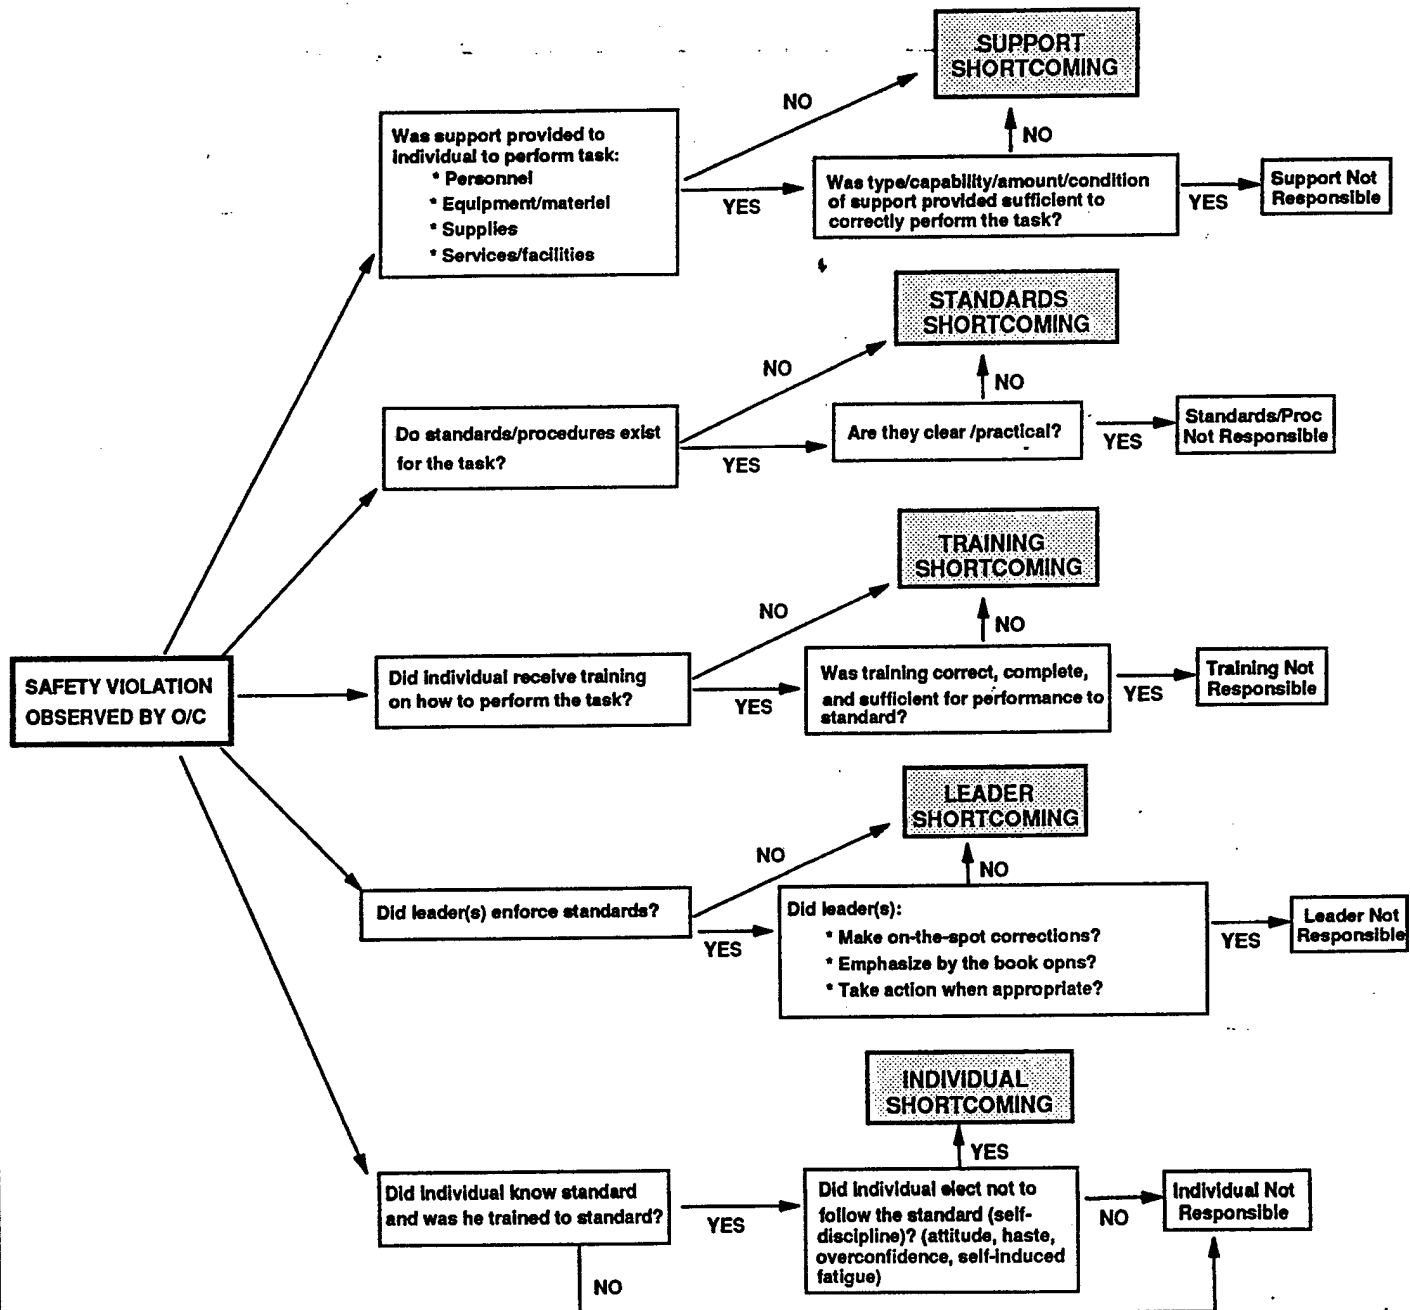 SUPPORT
SHORTCOMING
NO
Was support provided to
individual to perform task:
* Personnel
* Equipment/materiel
* Supplies
* Services/facilities
YES
NO
Was type/capability/amount/condition
of support provided sufficient to
correctly perform the task?
YES
Support Not
Responsible
STANDARDS
SHORTCOMING
NO
Do standards/procedures exist
for the task?
YES
NO
Are they clear /practical?
YES
Standards/Proc
Not Responsible
TRAINING
SHORTCOMING
NO
SAFETY VIOLATION
OBSERVED BY O/C
Did individual receive training
on how to perform the task?
YES
NO
Was training correct, complete,
and sufficient for performance to
standard?
YES
Training Not
Responsible
LEADER
SHORTCOMING
NO
Did leader(s) enforce standards?
YES
NO
Did leader(s):
* Make on-the-spot corrections?
* Emphasize by the book opns?
* Take action when appropriate?
YES
Leader Not
Responsible
INDIVIDUAL
SHORTCOMING
YES
Did individual know standard
and was he trained to standard?
YES
Did individual elect not to
follow the standard (self-
discipline)? (attitude, haste,
overconfidence, self-induced
fatigue)
NO
Individual Not
Responsible
NO